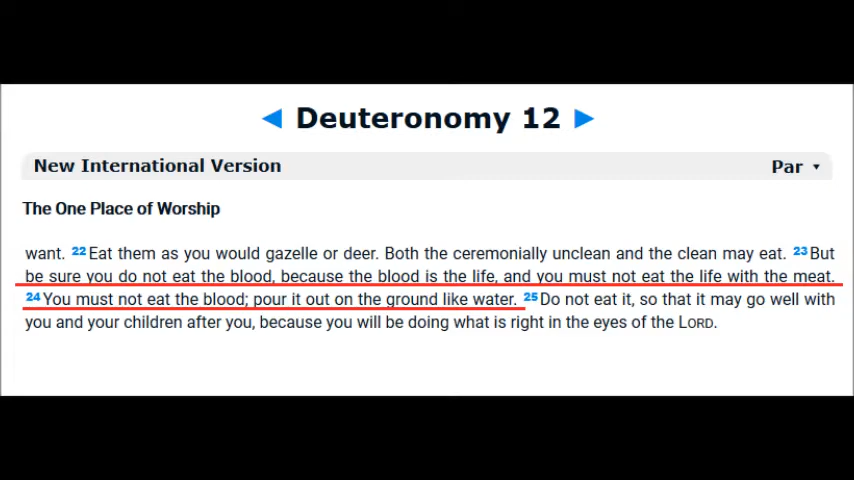 ◀ Deuteronomy 12 ▶
New International Version Par ▾
The One Place of Worship
want. 22 Eat them as you would gazelle or deer. Both the ceremonially unclean and the clean may eat. 23 But
be sure you do not eat the blood, because the blood is the life, and you must not eat the life with the meat.
24 You must not eat the blood; pour it out on the ground like water. 25 Do not eat it, so that it may go well with
you and your children after you, because you will be doing what is right in the eyes of the LORD.